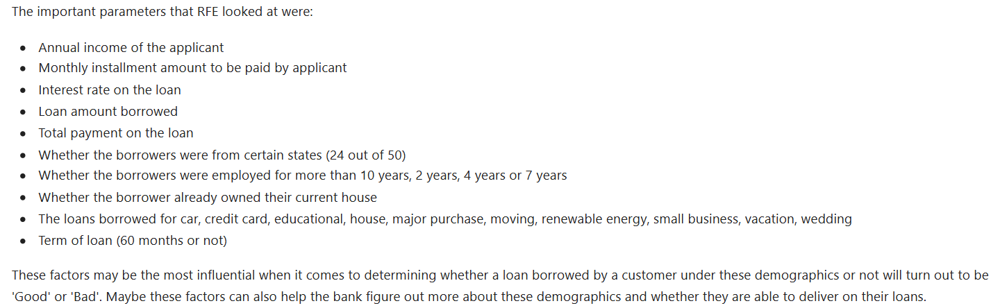 The important parameters that RFE looked at were:
• Annual income of the applicant
• Monthly installment amount to be paid by applicant
• Interest rate on the loan
• Loan amount borrowed
• Total payment on the loan
• Whether the borrowers were from certain states (24 out of 50)
• Whether the borrowers were employed for more than 10 years, 2 years, 4 years or 7 years
• Whether the borrower already owned their current house
• The loans borrowed for car, credit card, educational, house, major purchase, moving, renewable energy, small business, vacation, wedding
• Term of loan (60 months or not)
These factors may be the most influential when it comes to determining whether a loan borrowed by a customer under these demographics or not will turn out to be
'Good' or 'Bad'. Maybe these factors can also help the bank figure out more about these demographics and whether they are able to deliver on their loans.